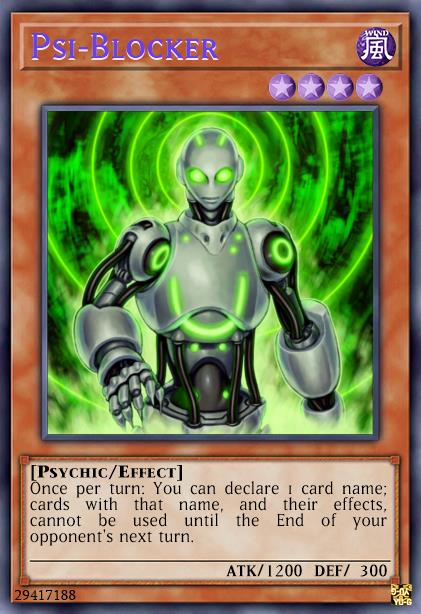 Psi-Blocker
WIND
風
[Psychic/Effect]
Once per turn: You can declare 1 card name;
cards with that name, and their effects,
cannot be used until the End of your
opponent's next turn.
ATK/1200 DEF/ 300
29417188